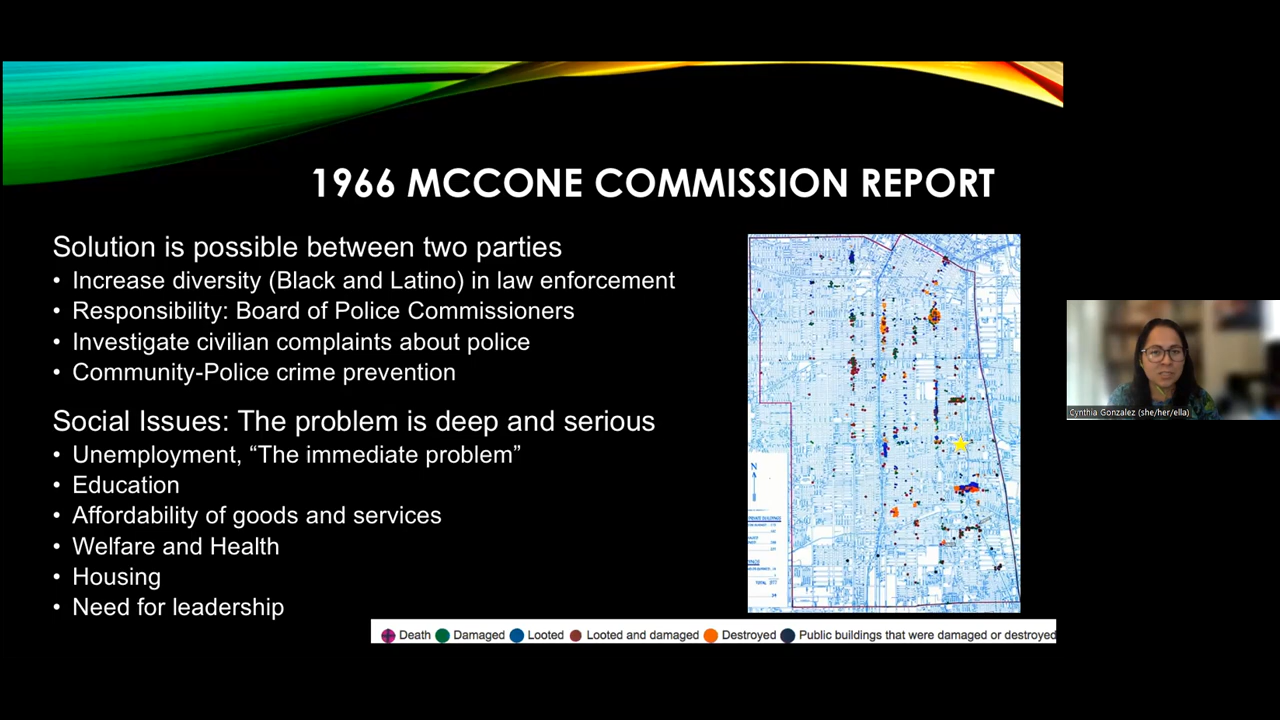 1966 MCCONE COMMISSION REPORT
Solution is possible between two parties
• Increase diversity (Black and Latino) in law enforcement
• Responsibility: Board of Police Commissioners
• Investigate civilian complaints about police
• Community-Police crime prevention
Social Issues: The problem is deep and serious
• Unemployment, “The immediate problem”
• Education
• Affordability of goods and services
• Welfare and Health
• Housing
• Need for leadership
N
Death Damaged Looted Looted and damaged Destroyed Public buildings that were damaged or destroyed
Cynthia Gonzalez (she/her/ella)